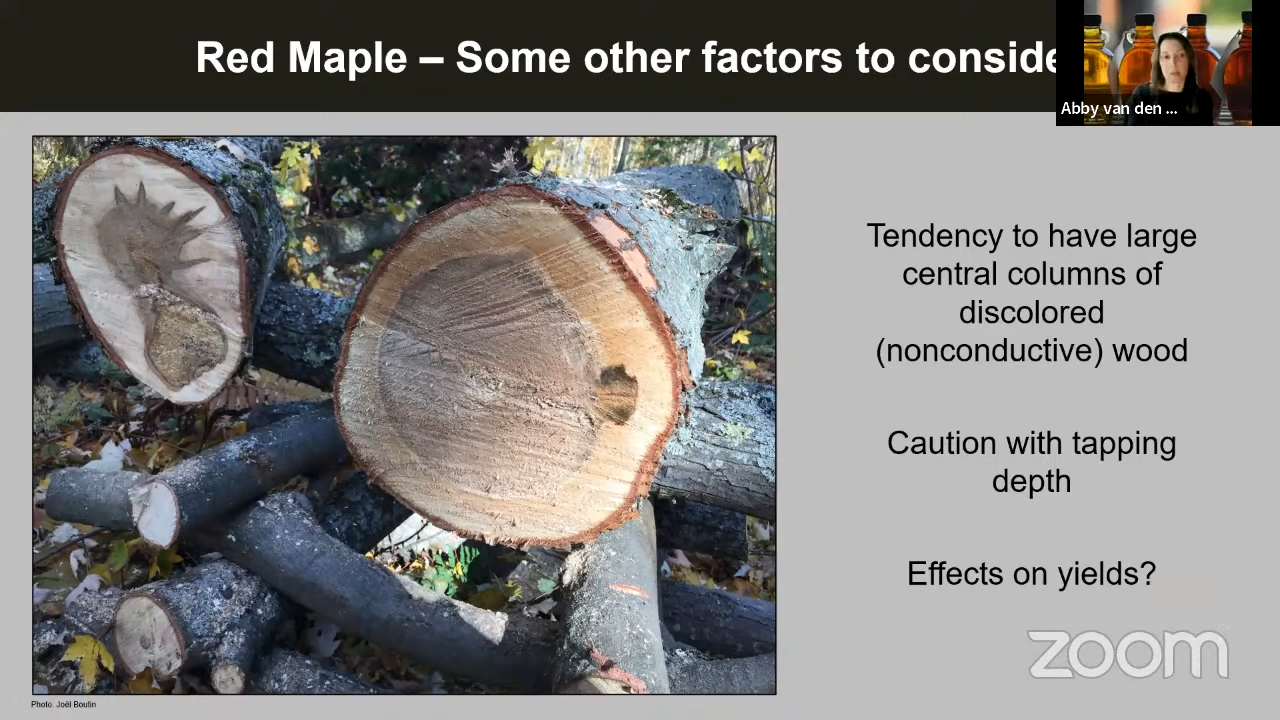 Red Maple – Some other factors to conside
Abby van den ...
Tendency to have large
central columns of
discolored
(nonconductive) wood
Caution with tapping
depth
Effects on yields?
zoom
Photo. Joël Boutin